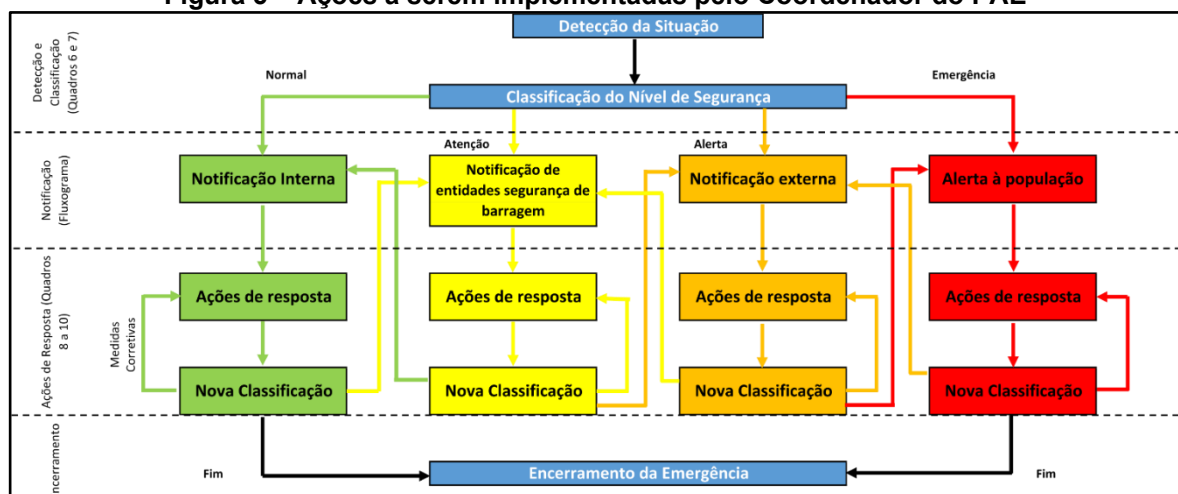 Detecção da Situação
Detecção e
Classificação
(Quadros 6 e 7)
Normal
Emergência
Classificação do Nível de Segurança
Atenção
Alerta
Notificação
(Fluxograma)
Notificação Interna
Notificação de
entidades segurança de
barragem
Notificação externa
Alerta à população
Ações de Resposta (Quadros
8 a 10)
Medidas
Corretivas
Ações de resposta
Ações de resposta
Ações de resposta
Ações de resposta
Nova Classificação
Nova Classificação
Nova Classificação
Nova Classificação
Fim
Encerramento da Emergência
Fim